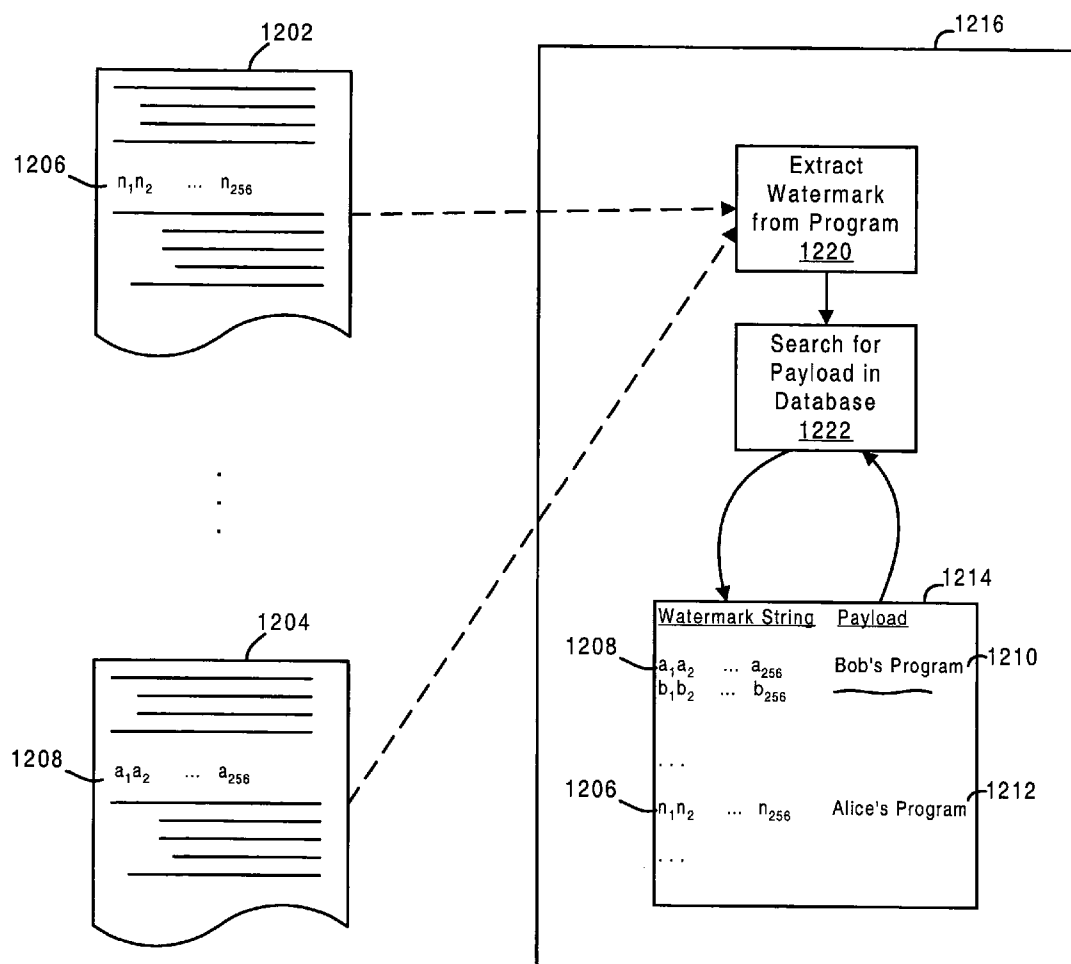 1216
1202
1206
n₁n₂ ... n₂₅₆
Extract
Watermark
from Program
1220
Search for
Payload in
Database
1222
.
.
.
1204
1208
a₁a₂ ... a₂₅₆
1214
Watermark String Payload
1208 a₁a₂ ... a₂₅₆ Bob's Program 1210
b₁b₂ ... b₂₅₆
...
1206 n₁n₂ ... n₂₅₆ Alice's Program 1212
...